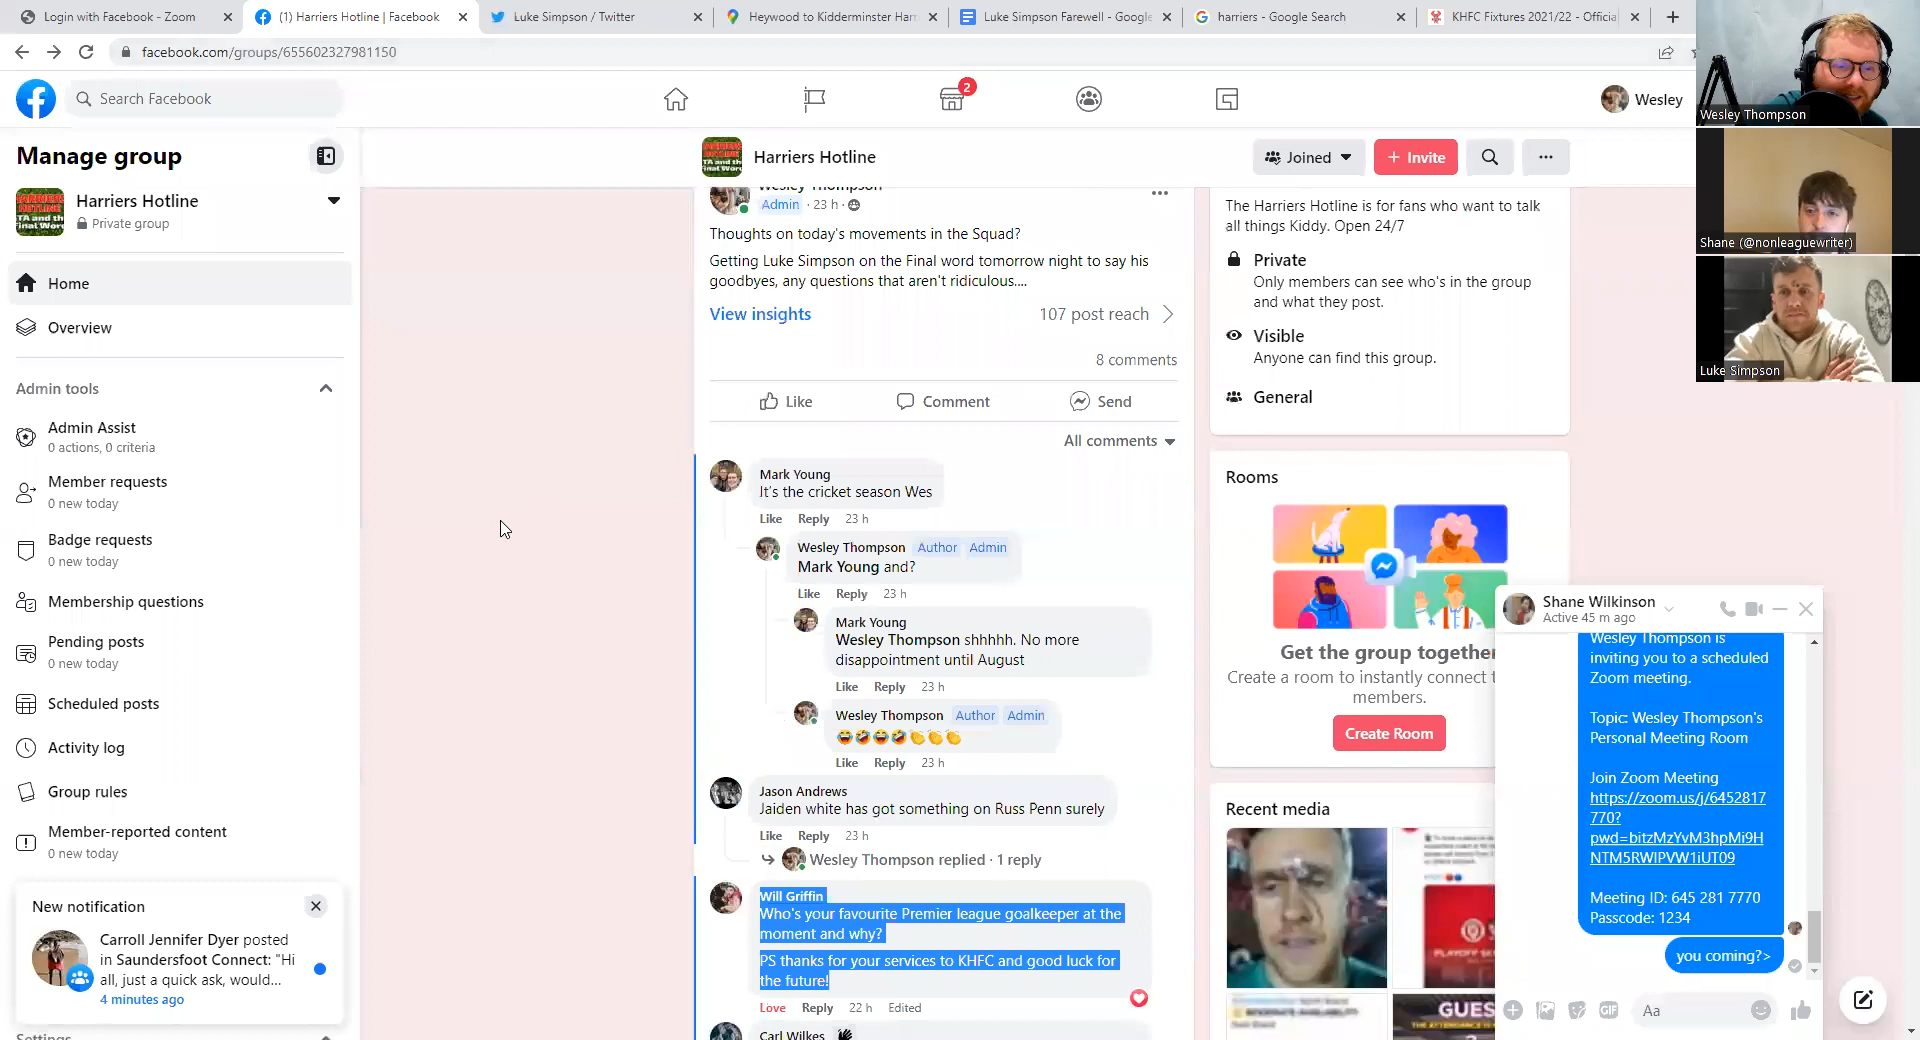 Login with Facebook - Zoom
(1) Harriers Hotline | Facebook
Luke Simpson / Twitter
Heywood to Kidderminster Harr
Luke Simpson Farewell - Google
harriers - Google Search
KHFC Fixtures 2021/22 - Officia
facebook.com/groups/655602327981150
Search Facebook
2
Wesley
Manage group
Harriers Hotline
Private group
Home
Overview
Admin tools
Admin Assist
0 actions, 0 criteria
Member requests
0 new today
Badge requests
0 new today
Membership questions
Pending posts
0 new today
Scheduled posts
Activity log
Group rules
Member-reported content
0 new today
New notification
Carroll Jennifer Dyer posted
in Saundersfoot Connect: "Hi
all, just a quick ask, would...
4 minutes ago
Settings
Harriers Hotline
Joined
+ Invite
Wesley Thompson
Admin · 23 h ·
Thoughts on today's movements in the Squad?
Getting Luke Simpson on the Final word tomorrow night to say his
goodbyes, any questions that aren't ridiculous....
View insights
107 post reach
8 comments
Like
Comment
Send
All comments
Mark Young
It's the cricket season Wes
Like Reply 23 h
Wesley Thompson Author Admin
Mark Young and?
Like Reply 23 h
Mark Young
Wesley Thompson shhhhh. No more
disappointment until August
Like Reply 23 h
Wesley Thompson Author Admin
😂🤣😂🤣👏👏👏
Like Reply 23 h
Jason Andrews
Jaiden white has got something on Russ Penn surely
Like Reply 23 h
Wesley Thompson replied · 1 reply
Will Griffin
Who's your favourite Premier league goalkeeper at the
moment and why?
PS thanks for your services to KHFC and good luck for
the future!
Love Reply 22 h Edited
Carl Wilkes
The Harriers Hotline is for fans who want to talk
all things Kiddy. Open 24/7
Private
Only members can see who's in the group
and what they post.
Visible
Anyone can find this group.
General
Rooms
Get the group together
Create a room to instantly connect
members.
Create Room
Recent media
GUES
Shane Wilkinson
Active 45 m ago
Wesley Thompson is
inviting you to a scheduled
Zoom meeting.
Topic: Wesley Thompson's
Personal Meeting Room
Join Zoom Meeting
https://zoom.us/j/6452817
770?
pwd=bitzMzYvM3hpMi9H
NTM5RWlPVW1iUT09
Meeting ID: 645 281 7770
Passcode: 1234
you coming?>
GIF
Aa
Wesley Thompson
Shane (@nonleaguewriter)
Luke Simpson